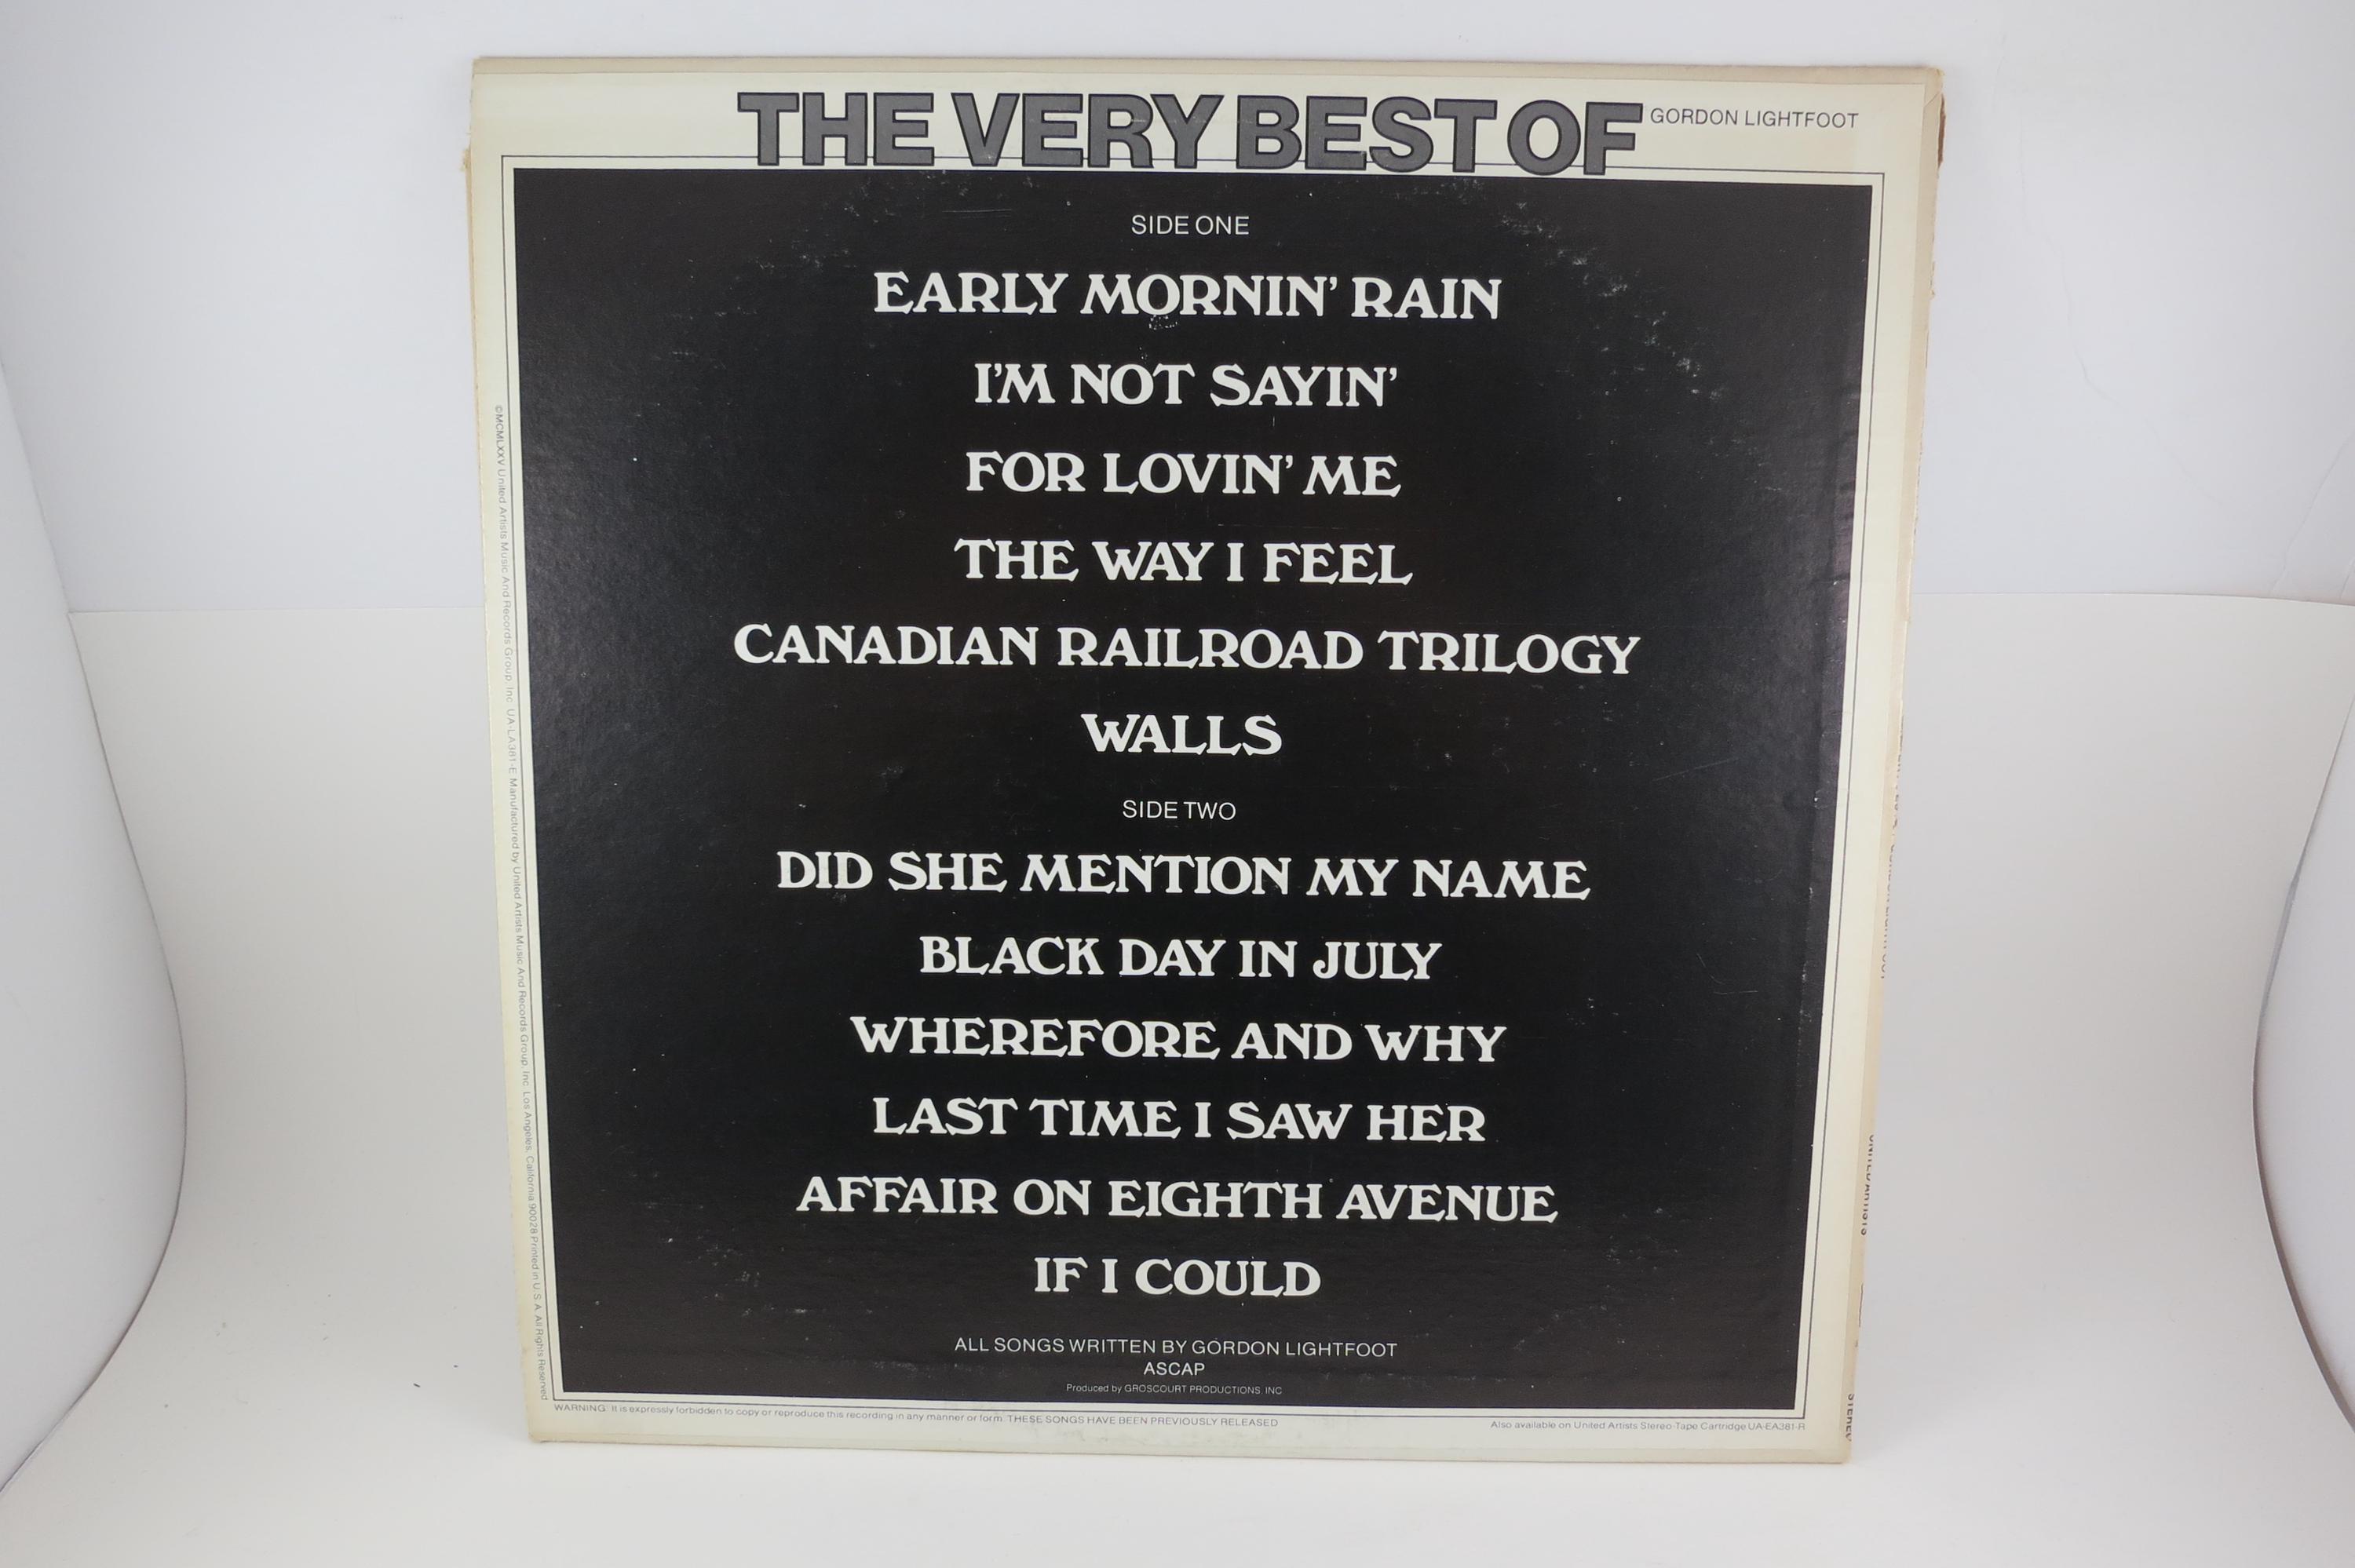 THE VERY BEST OF GORDON LIGHTFOOT
SIDE ONE
EARLY MORNIN' RAIN
I'M NOT SAYIN'
FOR LOVIN' ME
THE WAY I FEEL
CANADIAN RAILROAD TRILOGY
WALLS
SIDE TWO
DID SHE MENTION MY NAME
BLACK DAY IN JULY
WHEREFORE AND WHY
LAST TIME I SAW HER
AFFAIR ON EIGHTH AVENUE
IF I COULD
ALL SONGS WRITTEN BY GORDON LIGHTFOOT
ASCAP
Produced by GROSCOURT PRODUCTIONS, INC
WARNING: It is expressly forbidden to copy or reproduce this recording in any manner or form. THESE SONGS HAVE BEEN PREVIOUSLY RELEASED
Also available on United Artists Stereo-Tape Cartridge UA-EA381-R
©MCMLXXV United Artists Music And Records Group, Inc. UA-LA381-E Manufactured by United Artists Music And Records Group, Inc. Los Angeles, California 90028 Printed in U.S.A. All Rights Reserved
UNITED ARTISTS